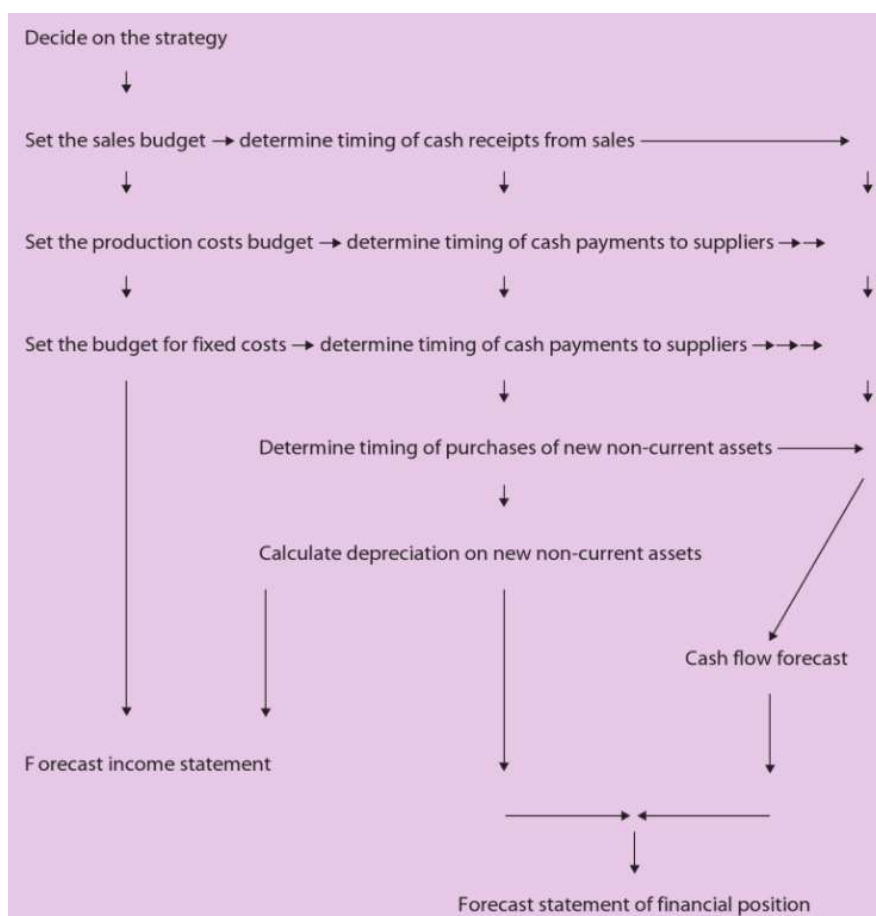 Decide on the strategy
Set the sales budget → determine timing of cash receipts from sales
Set the production costs budget → determine timing of cash payments to suppliers
Set the budget for fixed costs → determine timing of cash payments to suppliers
Determine timing of purchases of new non-current assets
Calculate depreciation on new non-current assets
Cash flow forecast
Forecast income statement
Forecast statement of financial position